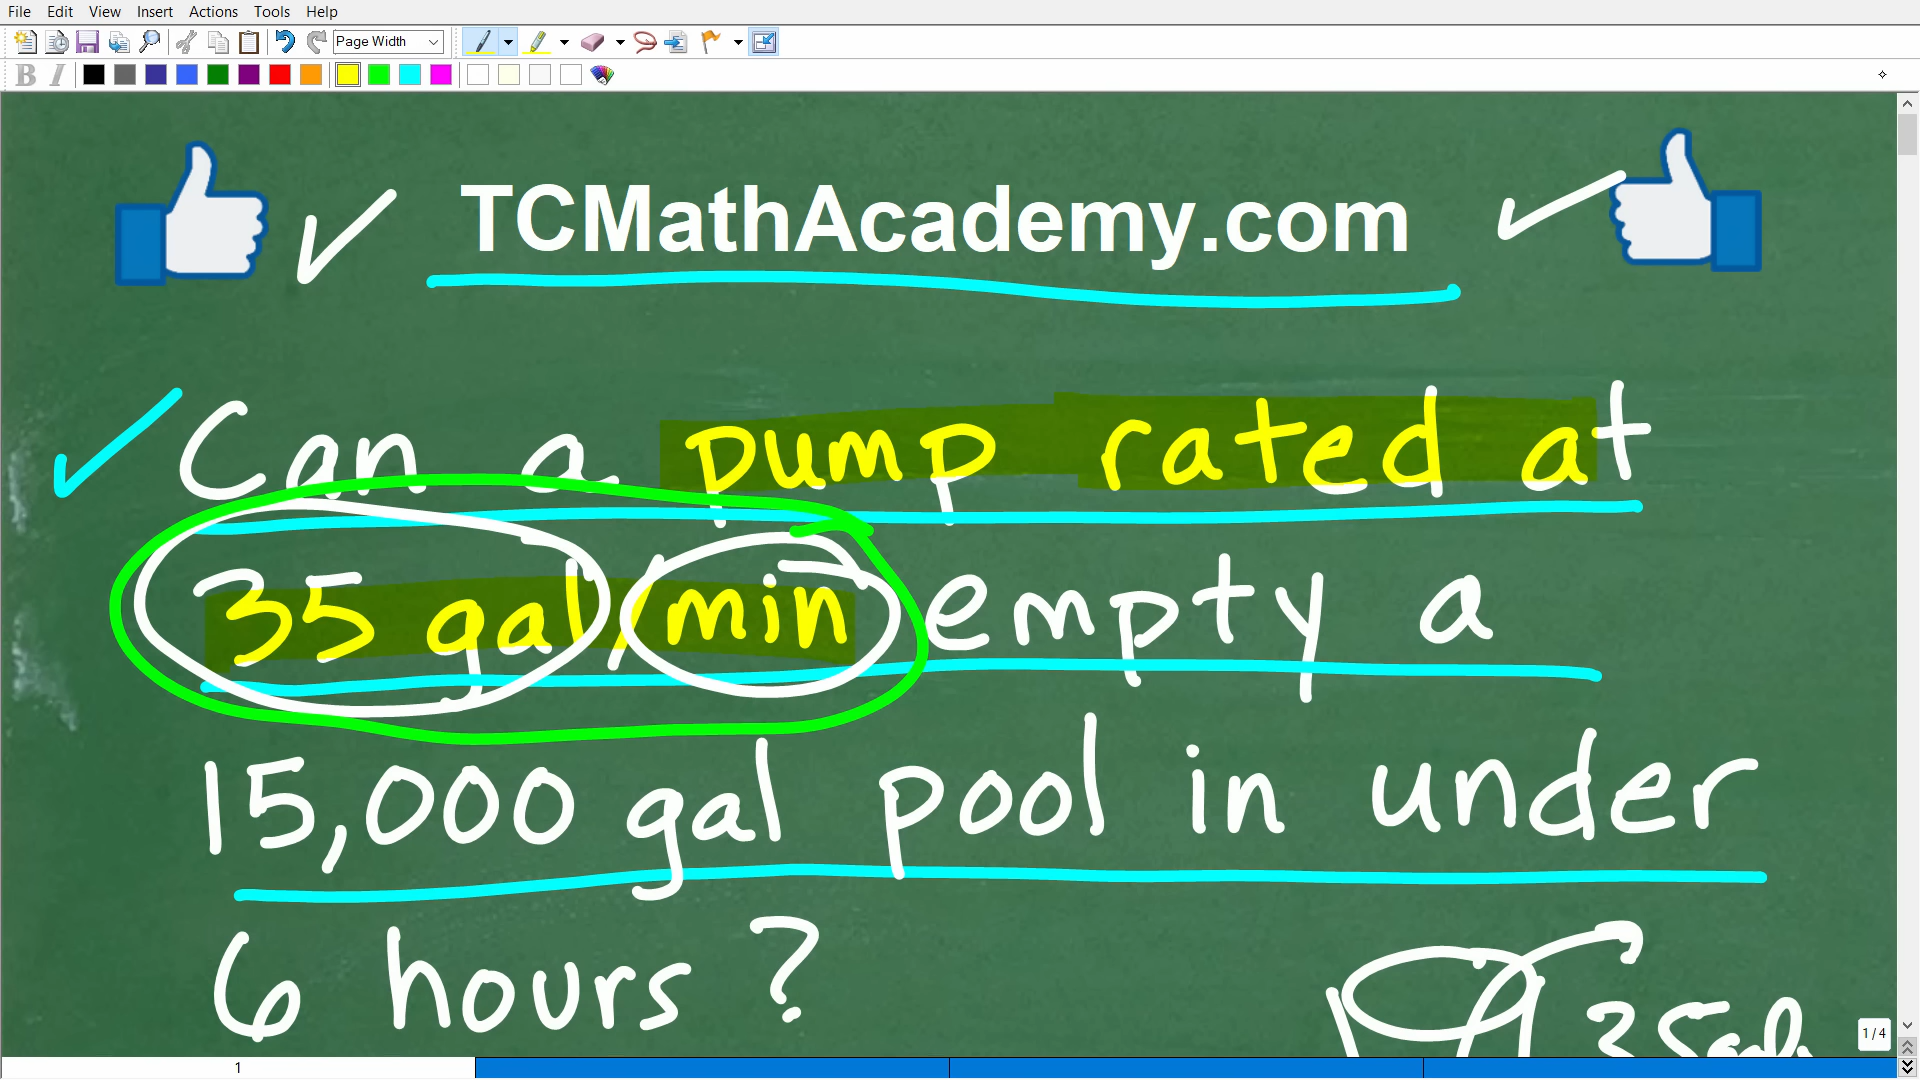 File Edit View Insert Actions Tools Help
Page Width
B I
TCMathAcademy.com
Can a pump rated at
35 gal/min empty a
15,000 gal pool in under
6 hours?
35gal
1 / 4
1